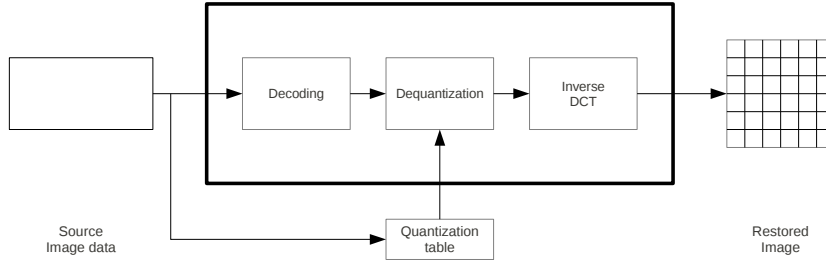 Decoding
Dequantization
Inverse
DCT
Source
Image data
Quantization
table
Restored
Image